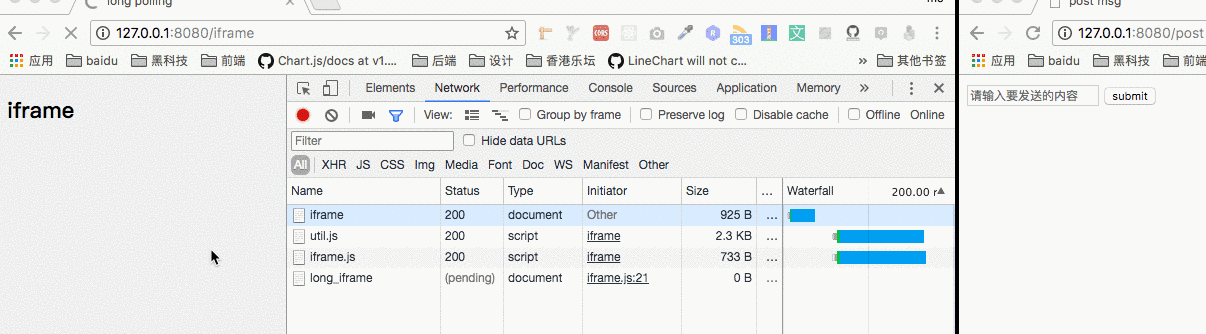 long polling
127.0.0.1:8080/iframe
应用 baidu 黑科技 前端 Chart.js/docs at v1.… 后端 设计 香港乐坛 LineChart will not c… » 其他书签
iframe
Elements Network Performance Console Sources Application Memory »
View: Group by frame Preserve log Disable cache Offline Online
Filter Hide data URLs
All XHR JS CSS Img Media Font Doc WS Manifest Other
Name Status Type Initiator Size … Waterfall 200.00
iframe 200 document Other 925 B …
util.js 200 script iframe 2.3 KB …
iframe.js 200 script iframe 733 B …
long_iframe (pending) document iframe.js:21 0 B …
post msg
127.0.0.1:8080/post
应用 baidu 黑科技 前端
请输入要发送的内容 submit